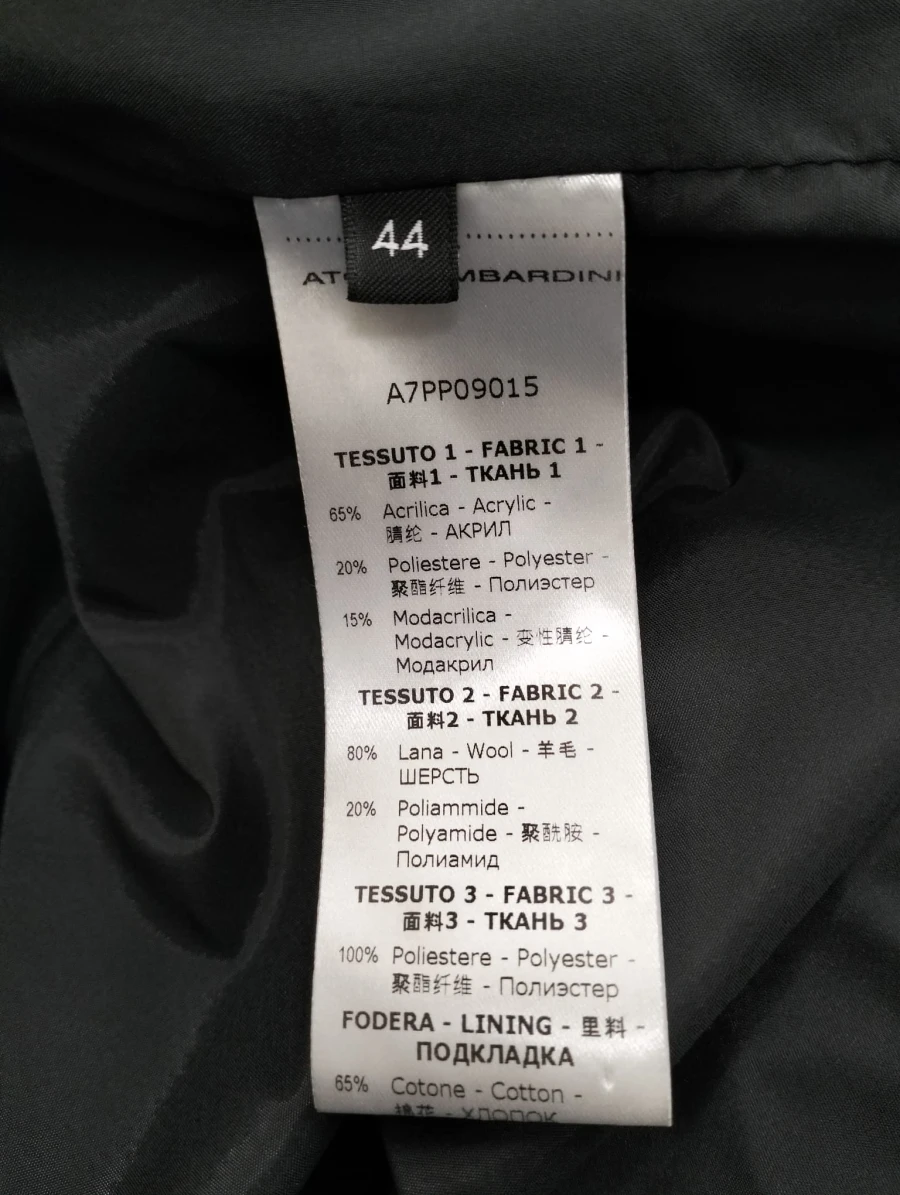 44
MBARDINI
A7PP09015
TESSUTO 1 - FABRIC 1 -
面料1 - ТКАНЬ 1
65% Acrilica - Acrylic -
腈纶 - АКРИЛ
20% Poliestere - Polyester -
聚酯纤维 - Полиэстер
15% Modacrilica -
Modacrylic - 变性腈纶 -
Модакрил
TESSUTO 2 - FABRIC 2 -
面料2 - ТКАНЬ 2
80% Lana - Wool - 羊毛 -
ШЕРСТЬ
20% Poliammide -
Polyamide - 聚酰胺 -
Полиамид
TESSUTO 3 - FABRIC 3 -
面料3 - ТКАНЬ 3
100% Poliestere - Polyester -
聚酯纤维 - Полиэстер
FODERA - LINING - 里料 -
ПОДКЛАДКА
65% Cotone - Cotton -
棉花 - ХЛОПОК